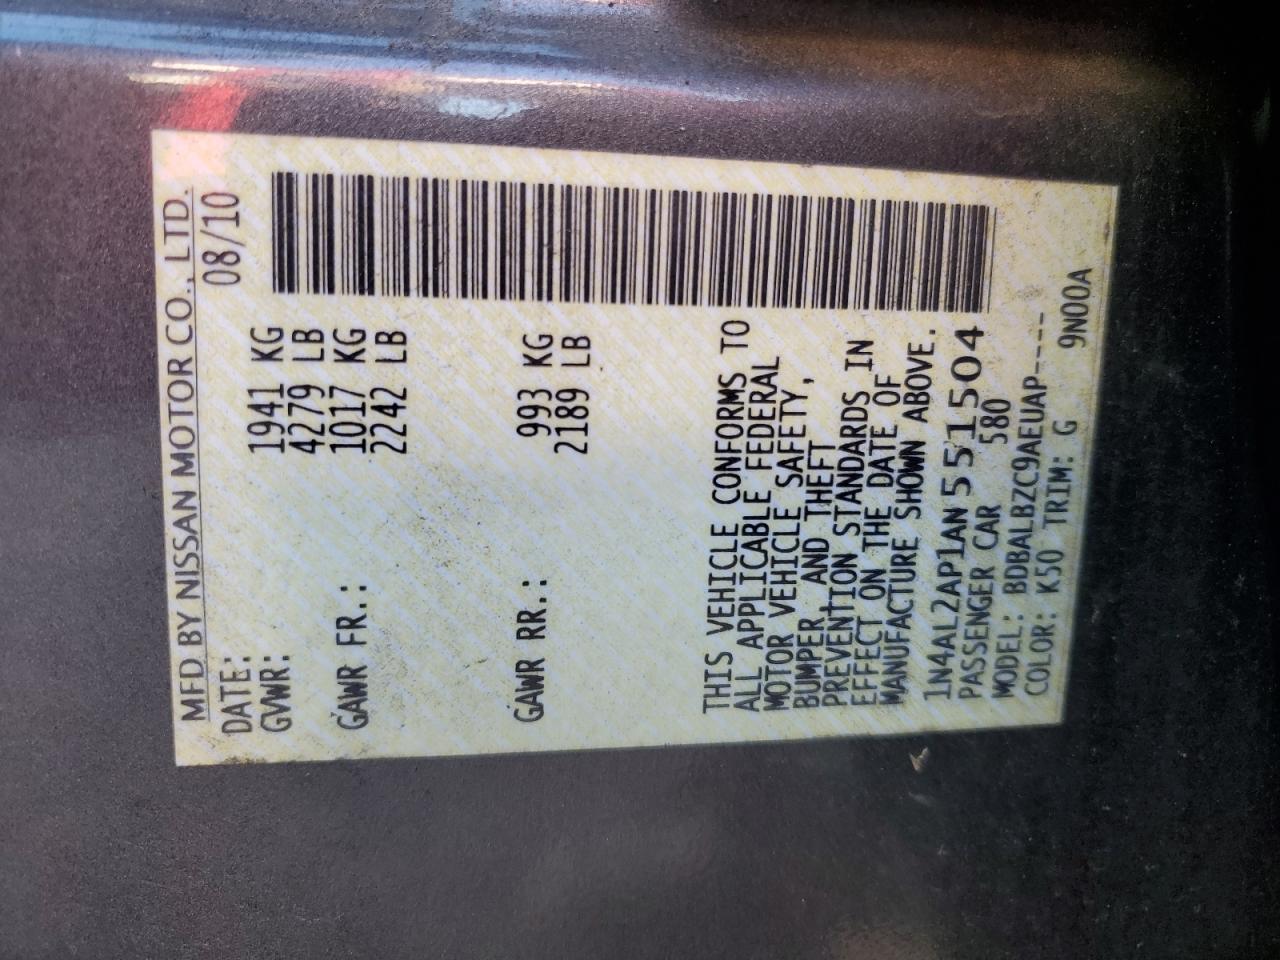 MFD BY NISSAN MOTOR CO., LTD.
DATE: 08/10
GVWR: 1941 KG
4279 LB
GAWR FR.: 1017 KG
2242 LB
GAWR RR.: 993 KG
2189 LB
THIS VEHICLE CONFORMS TO
ALL APPLICABLE FEDERAL
MOTOR VEHICLE SAFETY,
BUMPER, AND THEFT
PREVENTION STANDARDS IN
EFFECT ON THE DATE OF
MANUFACTURE SHOWN ABOVE.
1N4AL2AP1AN551504
PASSENGER CAR 580
MODEL: BDBALBZC9AEUAP----
COLOR: K50 TRIM: G 9N00A